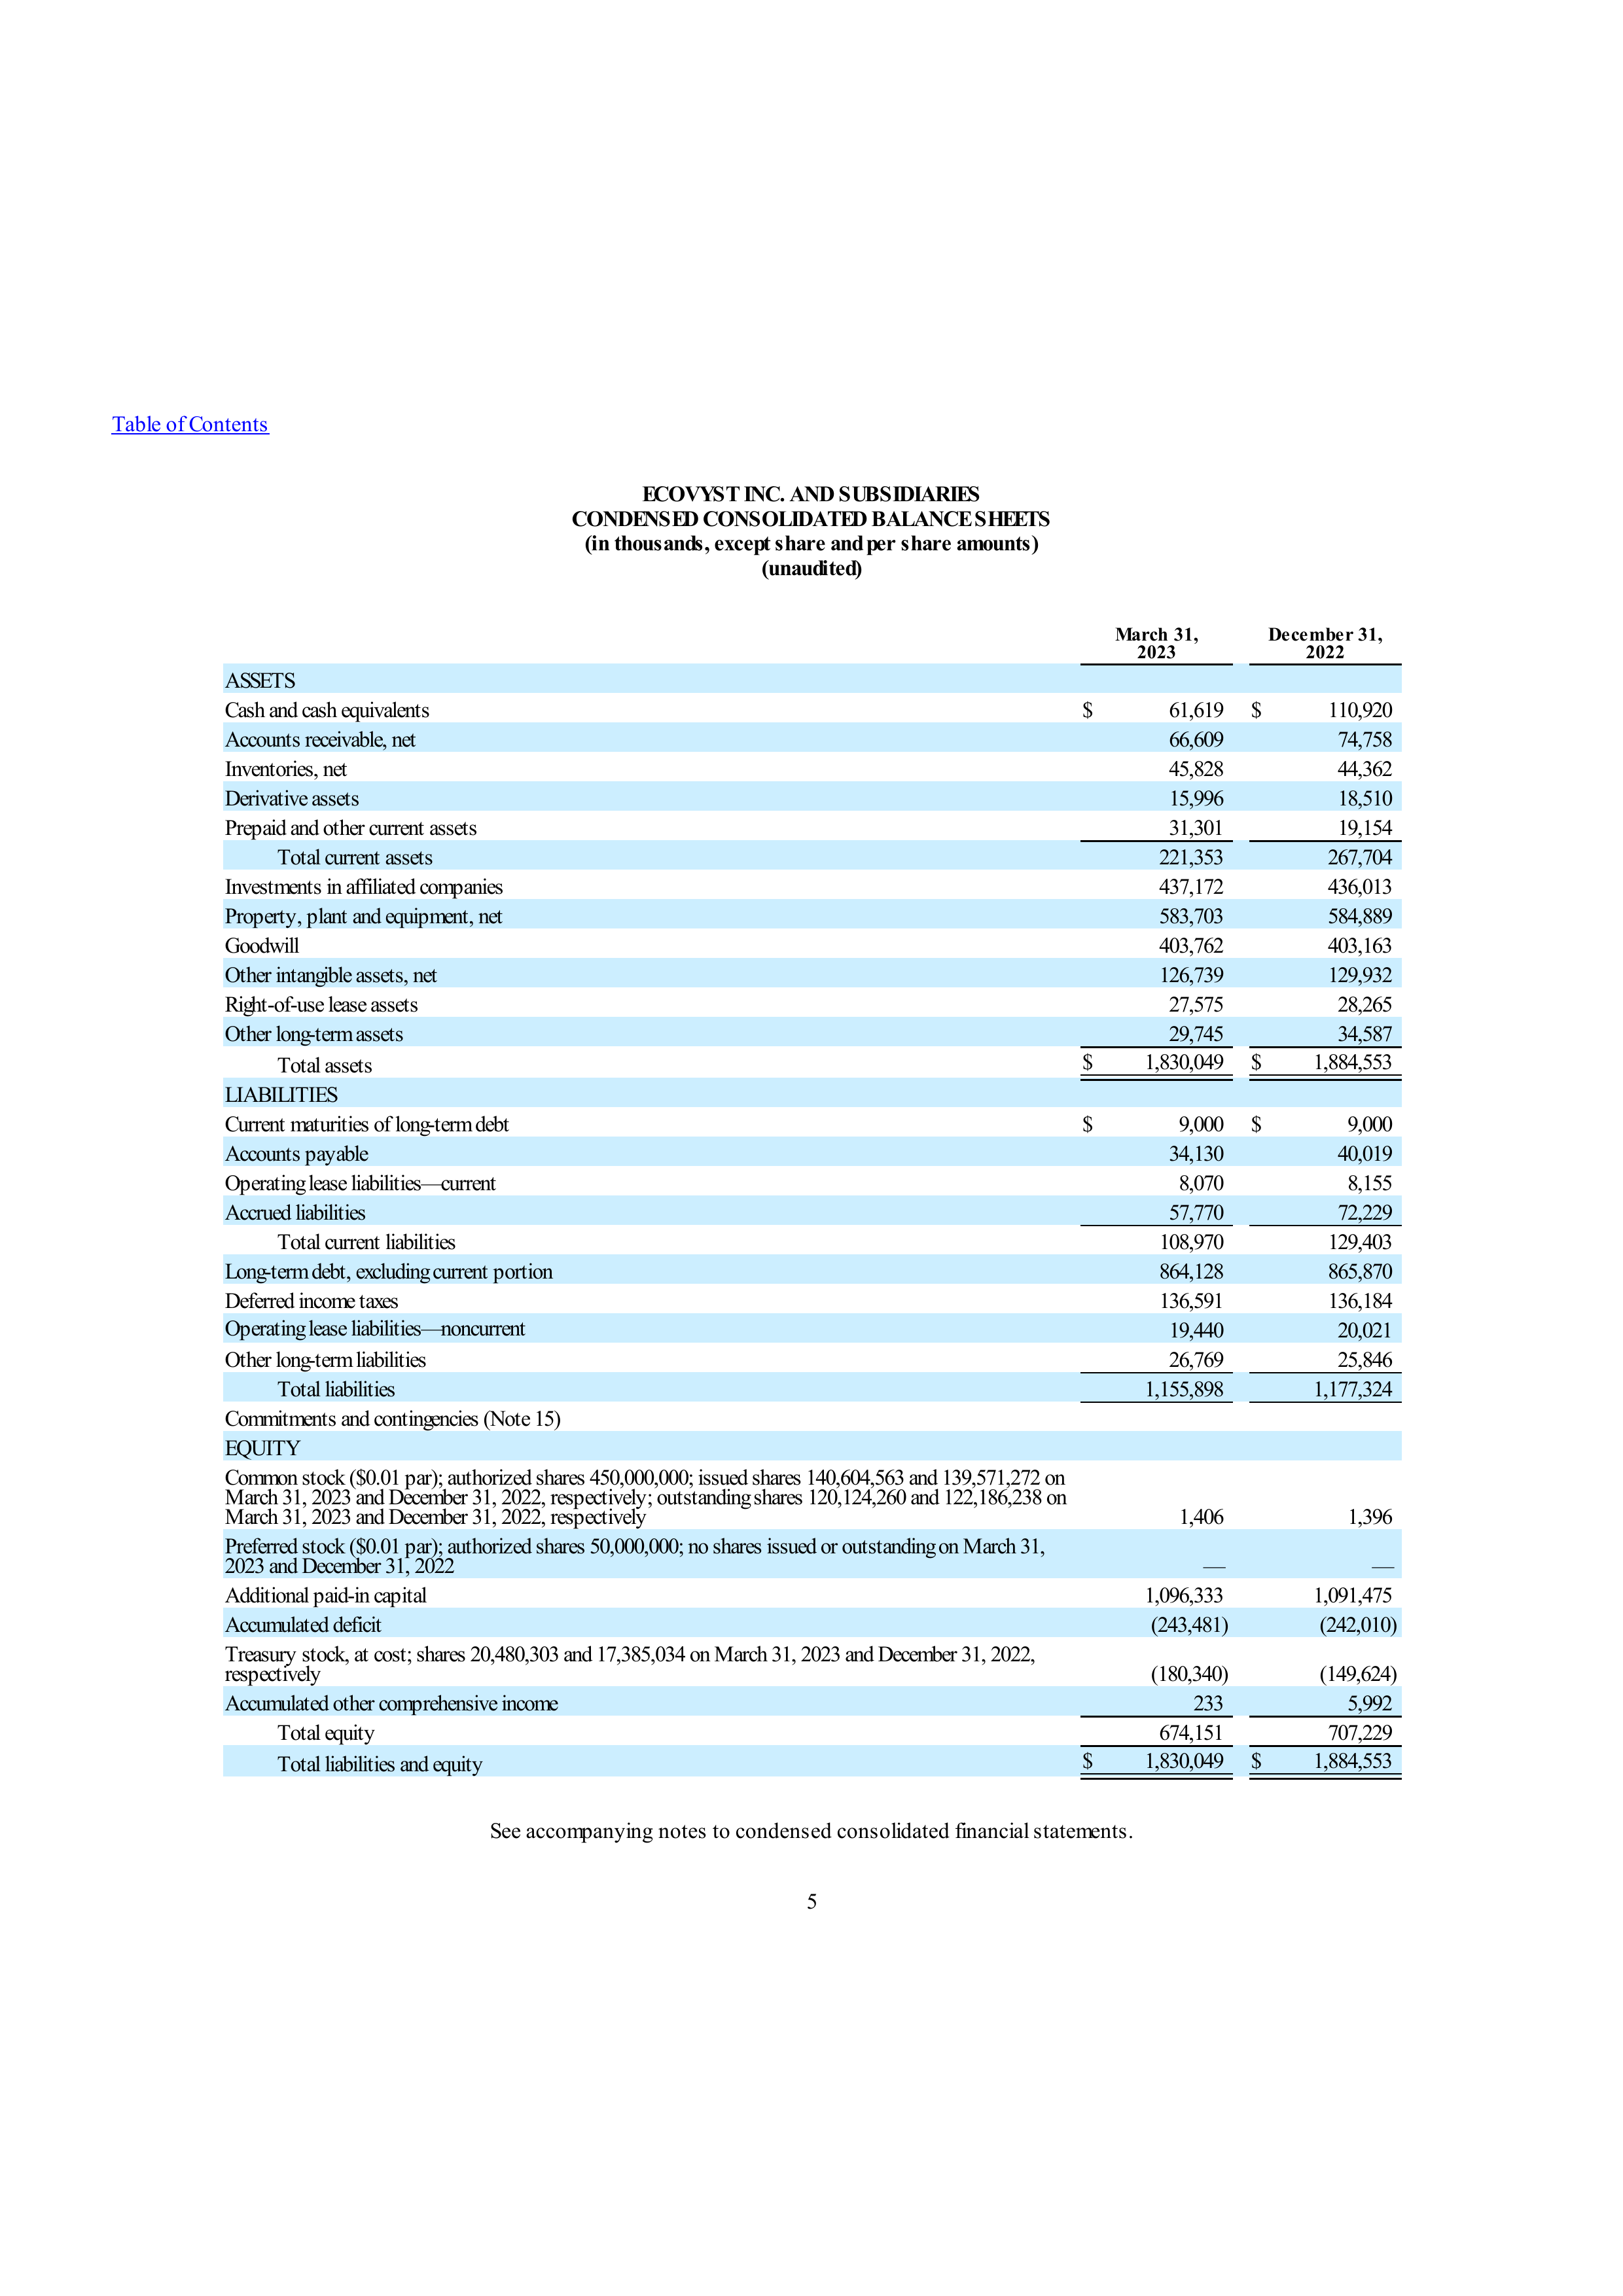 Table of Contents
ECOVYST INC. AND SUBSIDIARIES
CONDENSED CONSOLIDATED BALANCE SHEETS
(in thousands, except share and per share amounts)
(unaudited)
March 31, 2023 December 31, 2022
ASSETS
Cash and cash equivalents $ 61,619 $ 110,920
Accounts receivable, net 66,609 74,758
Inventories, net 45,828 44,362
Derivative assets 15,996 18,510
Prepaid and other current assets 31,301 19,154
Total current assets 221,353 267,704
Investments in affiliated companies 437,172 436,013
Property, plant and equipment, net 583,703 584,889
Goodwill 403,762 403,163
Other intangible assets, net 126,739 129,932
Right-of-use lease assets 27,575 28,265
Other long-term assets 29,745 34,587
Total assets $ 1,830,049 $ 1,884,553
LIABILITIES
Current maturities of long-term debt $ 9,000 $ 9,000
Accounts payable 34,130 40,019
Operating lease liabilities—current 8,070 8,155
Accrued liabilities 57,770 72,229
Total current liabilities 108,970 129,403
Long-term debt, excluding current portion 864,128 865,870
Deferred income taxes 136,591 136,184
Operating lease liabilities—noncurrent 19,440 20,021
Other long-term liabilities 26,769 25,846
Total liabilities 1,155,898 1,177,324
Commitments and contingencies (Note 15)
EQUITY
Common stock ($0.01 par); authorized shares 450,000,000; issued shares 140,604,563 and 139,571,272 on
March 31, 2023 and December 31, 2022, respectively; outstanding shares 120,124,260 and 122,186,238 on
March 31, 2023 and December 31, 2022, respectively 1,406 1,396
Preferred stock ($0.01 par); authorized shares 50,000,000; no shares issued or outstanding on March 31,
2023 and December 31, 2022 — —
Additional paid-in capital 1,096,333 1,091,475
Accumulated deficit (243,481) (242,010)
Treasury stock, at cost; shares 20,480,303 and 17,385,034 on March 31, 2023 and December 31, 2022,
respectively (180,340) (149,624)
Accumulated other comprehensive income 233 5,992
Total equity 674,151 707,229
Total liabilities and equity $ 1,830,049 $ 1,884,553
See accompanying notes to condensed consolidated financial statements.
5